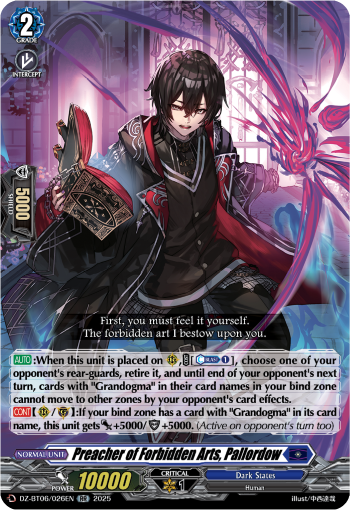 2
GRADE
INTERCEPT
5000
SHIELD
First, you must feel it yourself.
The forbidden art I bestow upon you.
AUTO:When this unit is placed on [ -BLAST 1 ], choose one of your
opponent's rear-guards, retire it, and until end of your opponent's next
turn, cards with "Grandogma" in their card names in your bind zone
cannot move to other zones by your opponent's card effects.
CONT【 / 】:If your bind zone has a card with "Grandogma" in its card
name, this unit gets +5000/ +5000. (Active on opponent's turn too)
NORMAL UNIT
Preacher of Forbidden Arts, Pallordow
POWER 10000
CRITICAL
1
Dark States
Human
DZ-BT06/026EN RR 2025
illust/中西達哉